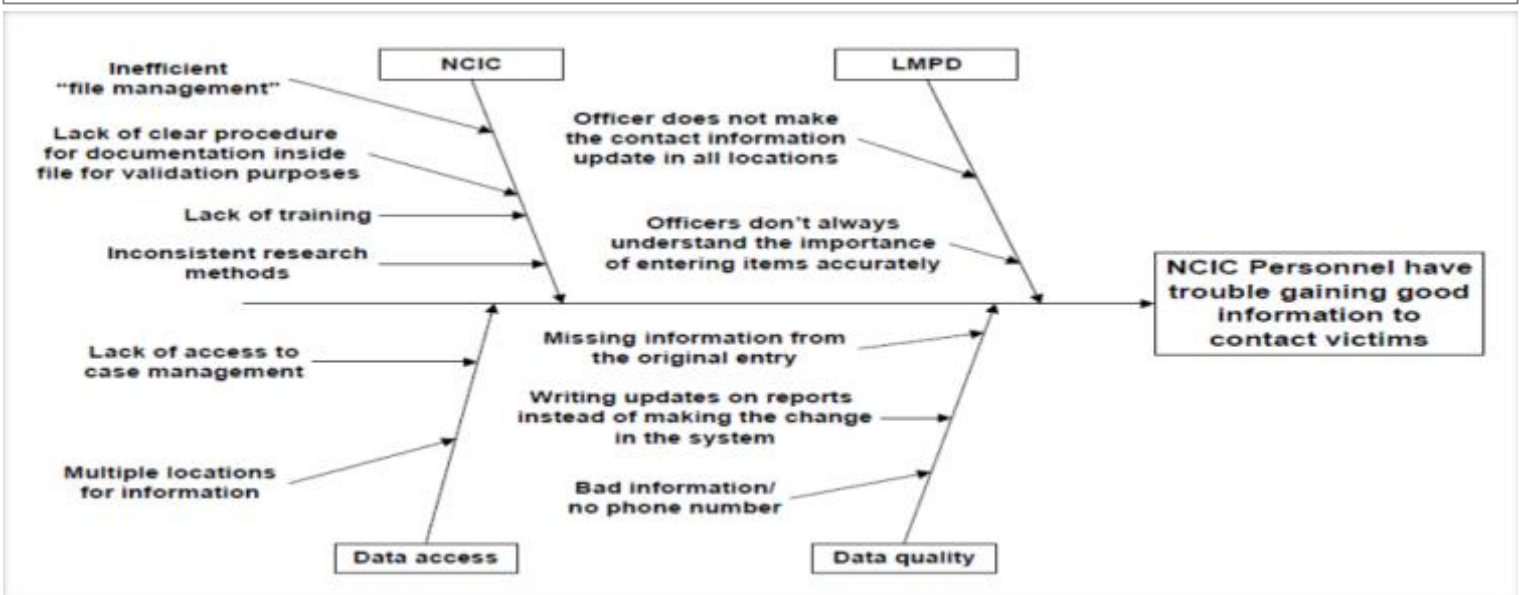 NCIC
Inefficient
“file management”
Lack of clear procedure
for documentation inside
file for validation purposes
Lack of training
Inconsistent research
methods
LMPD
Officer does not make
the contact information
update in all locations
Officers don’t always
understand the importance
of entering items accurately
NCIC Personnel have
trouble gaining good
information to
contact victims
Lack of access to
case management
Multiple locations
for information
Data access
Missing information from
the original entry
Writing updates on reports
instead of making the change
in the system
Bad information/
no phone number
Data quality